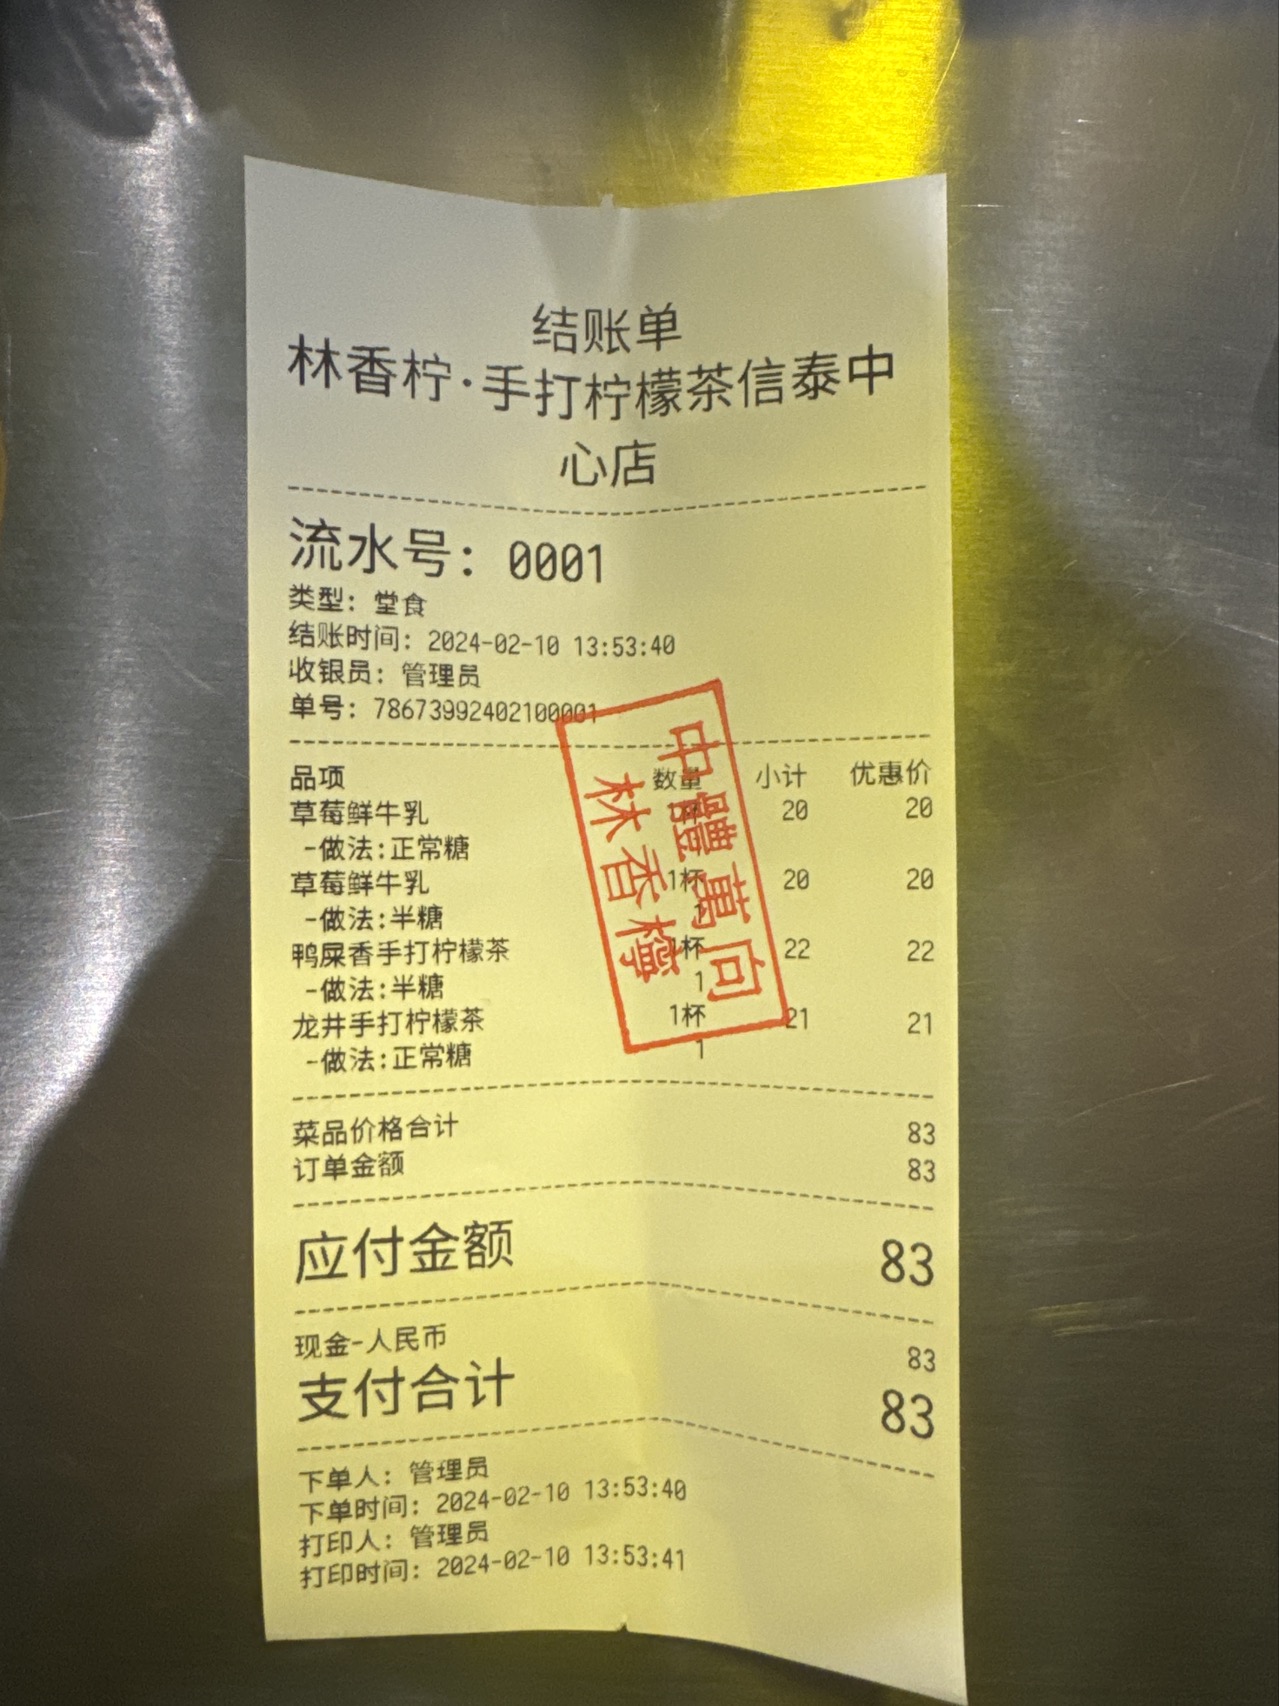 结账单
林香柠·手打柠檬茶信泰中
心店
流水号：0001
类型：堂食
结账时间：2024-02-10 13:53:40
收银员：管理员
单号：78673992402100001
品项 数量 小计 优惠价
草莓鲜牛乳 20 20
-做法:正常糖
草莓鲜牛乳 1杯 20 20
-做法:半糖 1
鸭屎香手打柠檬茶 1杯 22 22
-做法:半糖 1
龙井手打柠檬茶 1杯 21 21
-做法:正常糖 1
中體萬向
林香檸
菜品价格合计 83
订单金额 83
应付金额 83
现金-人民币 83
支付合计 83
下单人：管理员
下单时间：2024-02-10 13:53:40
打印人：管理员
打印时间：2024-02-10 13:53:41